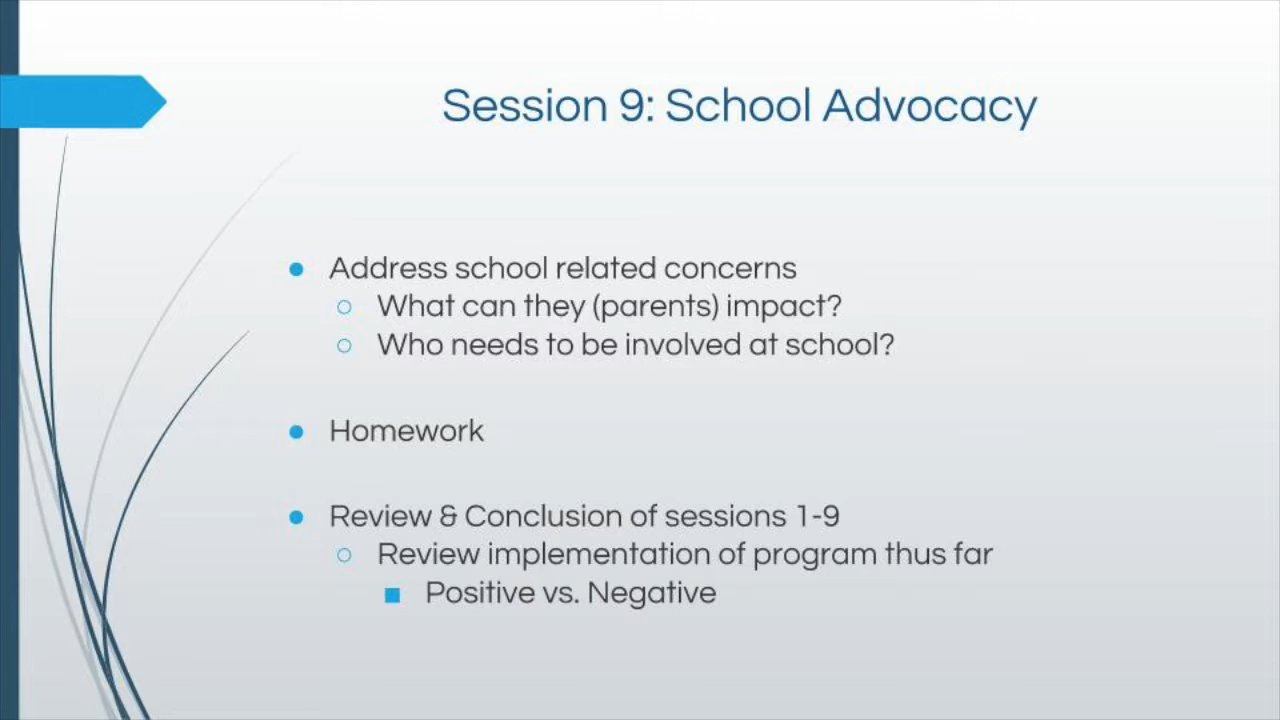 Session 9: School Advocacy
Address school related concerns
What can they (parents) impact?
Who needs to be involved at school?
Homework
Review & Conclusion of sessions 1-9
Review implementation of program thus far
Positive vs. Negative